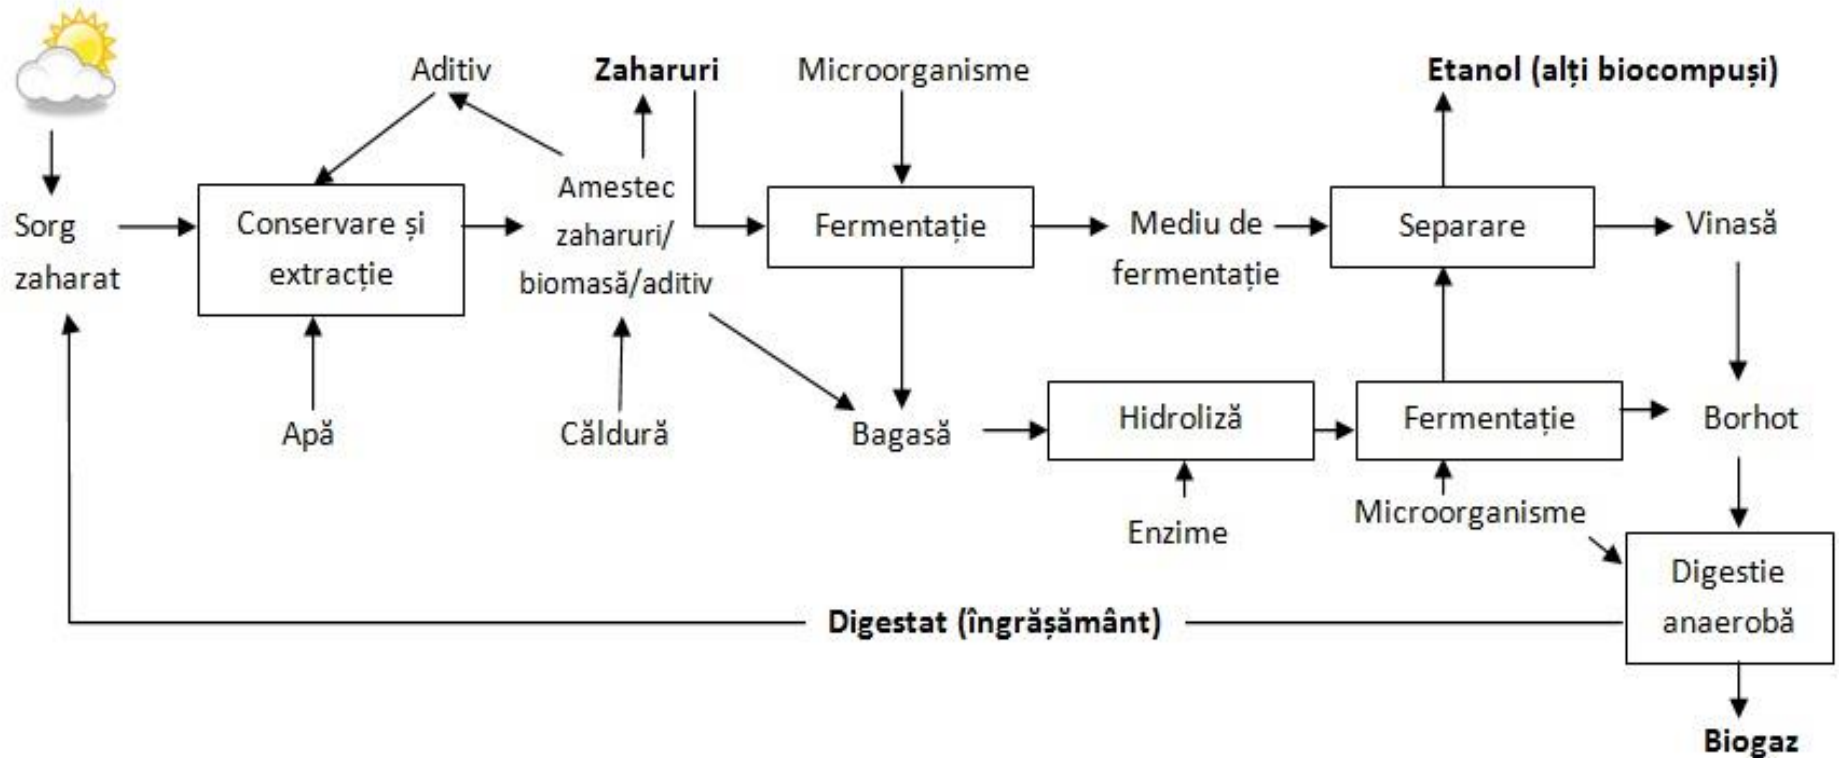 Aditiv
Zaharuri
Microorganisme
Etanol (alți biocompuși)
Sorg
zaharat
Conservare și
extracție
Amestec
zaharuri/
biomasă/aditiv
Fermentație
Mediu de
fermentație
Separare
Vinasă
Apă
Căldură
Bagasă
Hidroliză
Fermentație
Borhot
Enzime
Microorganisme
Digestie
anaerobă
Digestat (îngrășământ)
Biogaz